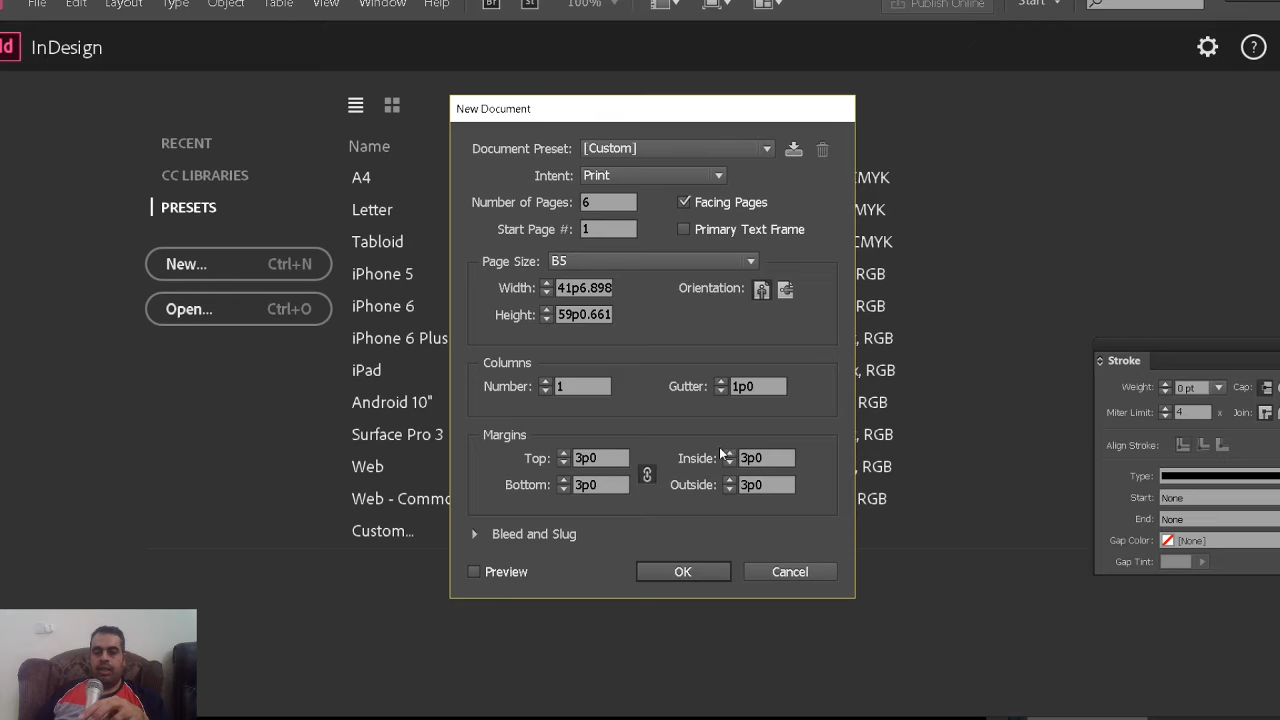 File Edit Layout Type Object Table View Window Help Br St 100% Publish Online Start
Id InDesign
RECENT
CC LIBRARIES
PRESETS
New... Ctrl+N
Open... Ctrl+O
Name
A4
Letter
Tabloid
iPhone 5
iPhone 6
iPhone 6 Plus
iPad
Android 10"
Surface Pro 3
Web
Web - Commo
Custom...
CMYK
CMYK
CMYK
RGB
RGB
, RGB
, RGB
RGB
, RGB
, RGB
, RGB
New Document
Document Preset: [Custom]
Intent: Print
Number of Pages: 6 Facing Pages
Start Page #: 1 Primary Text Frame
Page Size: B5
Width: 41p6.898 Orientation:
Height: 59p0.661
Columns
Number: 1 Gutter: 1p0
Margins
Top: 3p0 Inside: 3p0
Bottom: 3p0 Outside: 3p0
Bleed and Slug
Preview OK Cancel
Stroke
Weight: 0 pt Cap:
Miter Limit: 4 x Join:
Align Stroke:
Type:
Start: None
End: None
Gap Color: [None]
Gap Tint: